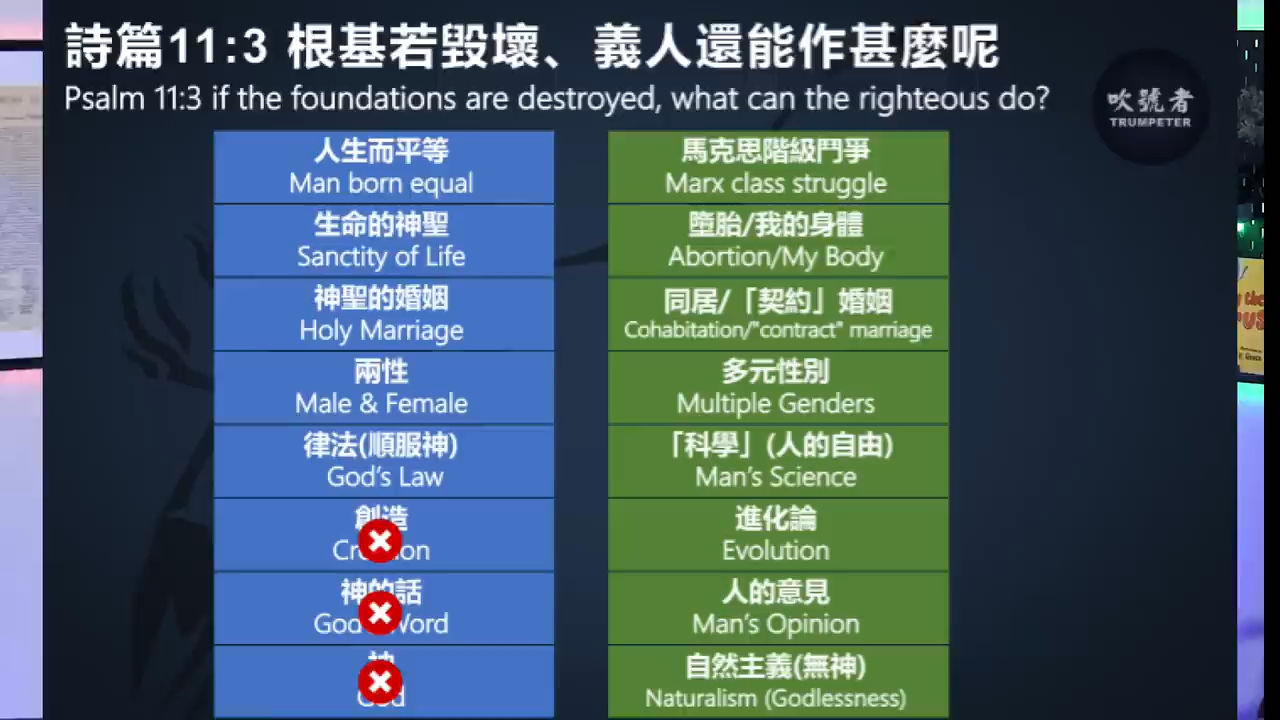 詩篇11:3 根基若毀壞、義人還能作甚麼呢
Psalm 11:3 if the foundations are destroyed, what can the righteous do?
吹號者
TRUMPETER
人生而平等
Man born equal
馬克思階級鬥爭
Marx class struggle
生命的神聖
Sanctity of Life
墮胎/我的身體
Abortion/My Body
神聖的婚姻
Holy Marriage
同居/「契約」婚姻
Cohabitation/"contract" marriage
兩性
Male & Female
多元性別
Multiple Genders
律法(順服神)
God's Law
「科學」(人的自由)
Man's Science
創造
進化論
Evolution
神的話
人的意見
Man's Opinion
自然主義(無神)
Naturalism (Godlessness)